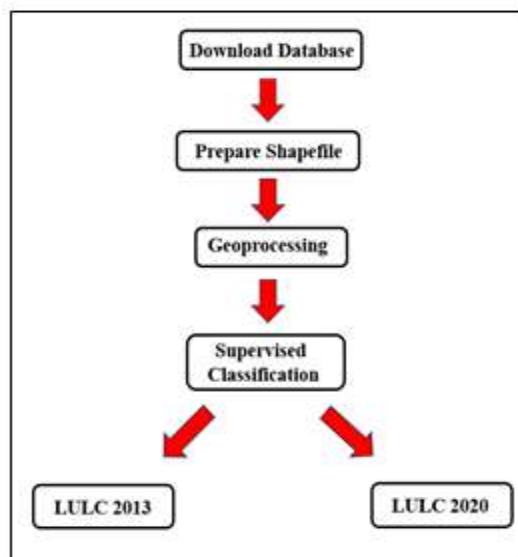 Download Database
Prepare Shapefile
Geoprocessing
Supervised
Classification
LULC 2013
LULC 2020